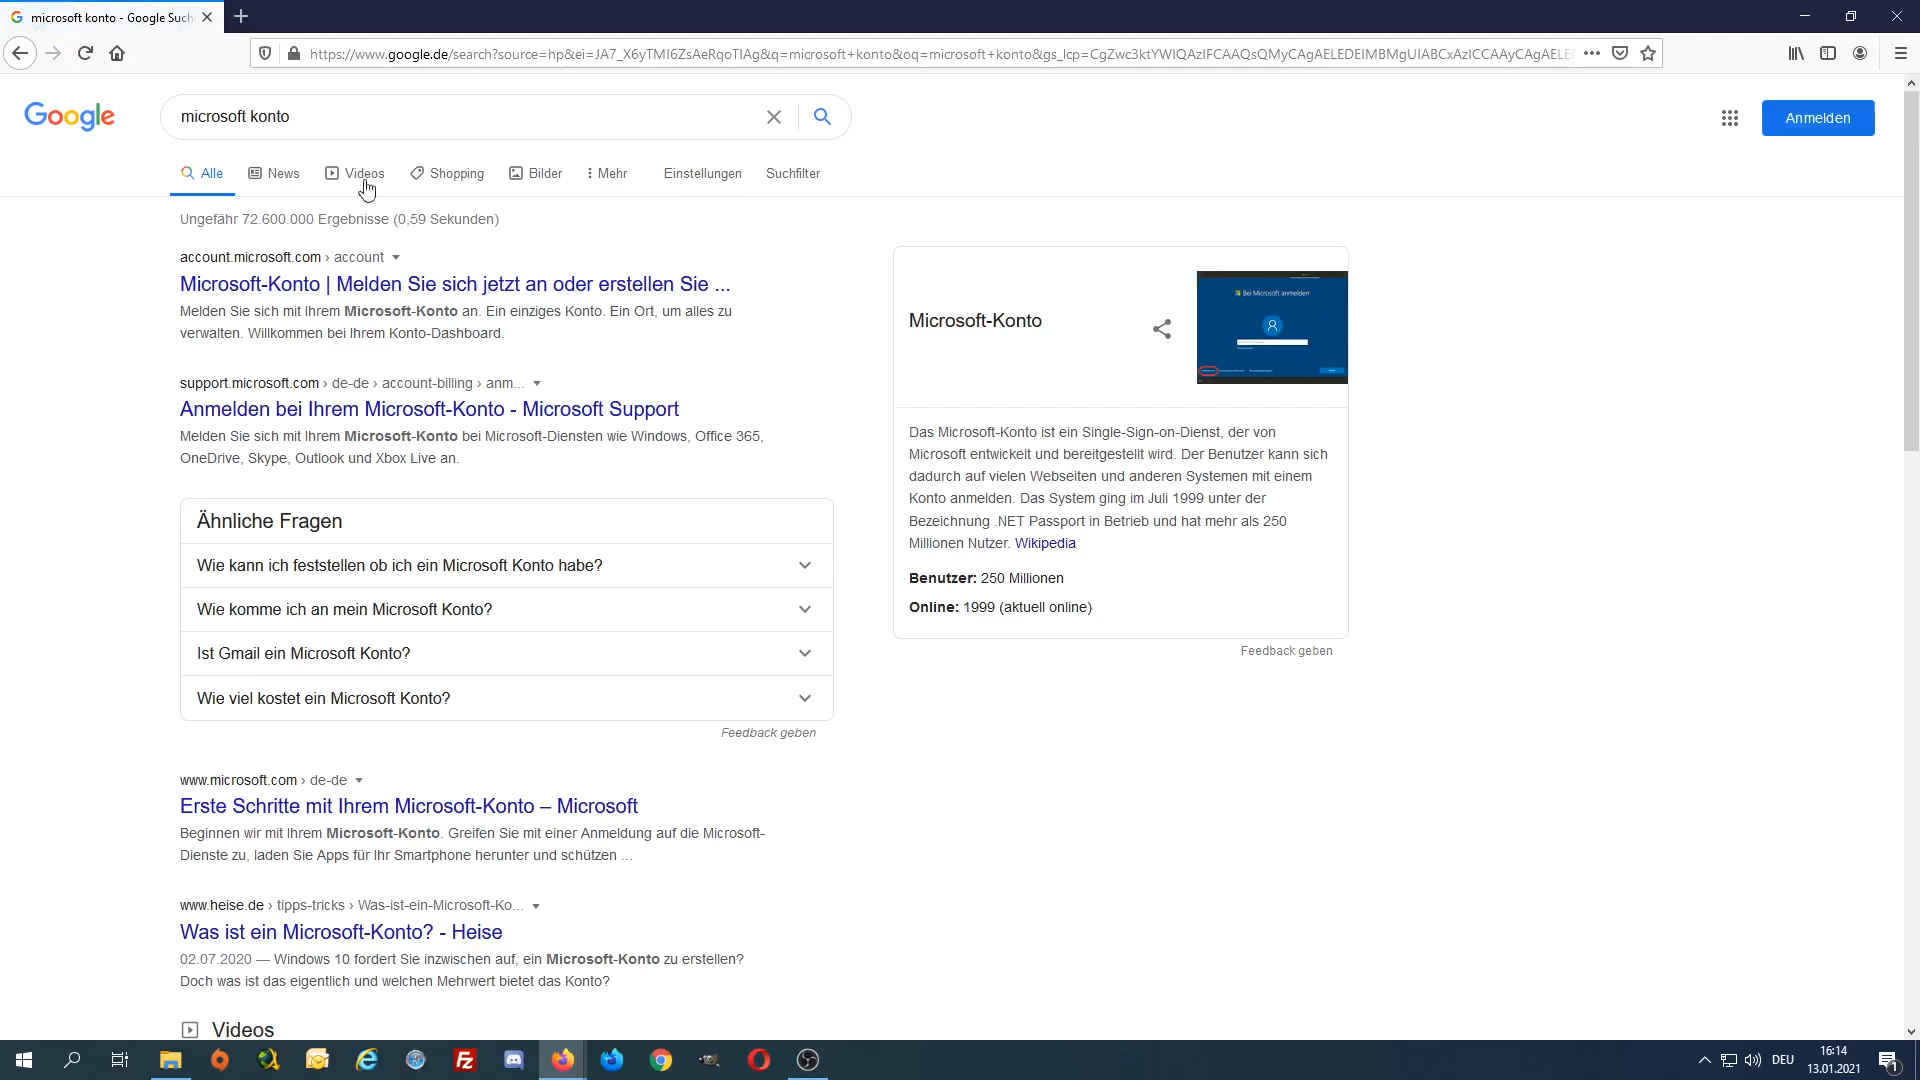 microsoft konto - Google Such
https://www.google.de/search?source=hp&ei=JA7_X6yTMI6ZsAeRqoTIAg&q=microsoft+konto&oq=microsoft+konto&gs_lcp=CgZwc3ktYWIQAzIFCAAQsQMyCAgAELEDEIMBMgUIABCxAzICCAAyCAgAELE
Google
microsoft konto
Anmelden
Alle News Videos Shopping Bilder Mehr Einstellungen Suchfilter
Ungefähr 72.600.000 Ergebnisse (0,59 Sekunden)
account.microsoft.com › account
Microsoft-Konto | Melden Sie sich jetzt an oder erstellen Sie ...
Melden Sie sich mit Ihrem Microsoft-Konto an. Ein einziges Konto. Ein Ort, um alles zu
verwalten. Willkommen bei Ihrem Konto-Dashboard.
support.microsoft.com › de-de › account-billing › anm...
Anmelden bei Ihrem Microsoft-Konto - Microsoft Support
Melden Sie sich mit Ihrem Microsoft-Konto bei Microsoft-Diensten wie Windows, Office 365,
OneDrive, Skype, Outlook und Xbox Live an.
Ähnliche Fragen
Wie kann ich feststellen ob ich ein Microsoft Konto habe?
Wie komme ich an mein Microsoft Konto?
Ist Gmail ein Microsoft Konto?
Wie viel kostet ein Microsoft Konto?
Feedback geben
www.microsoft.com › de-de
Erste Schritte mit Ihrem Microsoft-Konto – Microsoft
Beginnen wir mit Ihrem Microsoft-Konto. Greifen Sie mit einer Anmeldung auf die Microsoft-
Dienste zu, laden Sie Apps für Ihr Smartphone herunter und schützen ...
www.heise.de › tipps-tricks › Was-ist-ein-Microsoft-Ko...
Was ist ein Microsoft-Konto? - Heise
02.07.2020 — Windows 10 fordert Sie inzwischen auf, ein Microsoft-Konto zu erstellen?
Doch was ist das eigentlich und welchen Mehrwert bietet das Konto?
Videos
Microsoft-Konto
Bei Microsoft anmelden
Das Microsoft-Konto ist ein Single-Sign-on-Dienst, der von
Microsoft entwickelt und bereitgestellt wird. Der Benutzer kann sich
dadurch auf vielen Webseiten und anderen Systemen mit einem
Konto anmelden. Das System ging im Juli 1999 unter der
Bezeichnung .NET Passport in Betrieb und hat mehr als 250
Millionen Nutzer. Wikipedia
Benutzer: 250 Millionen
Online: 1999 (aktuell online)
Feedback geben
DEU
16:14
13.01.2021
1